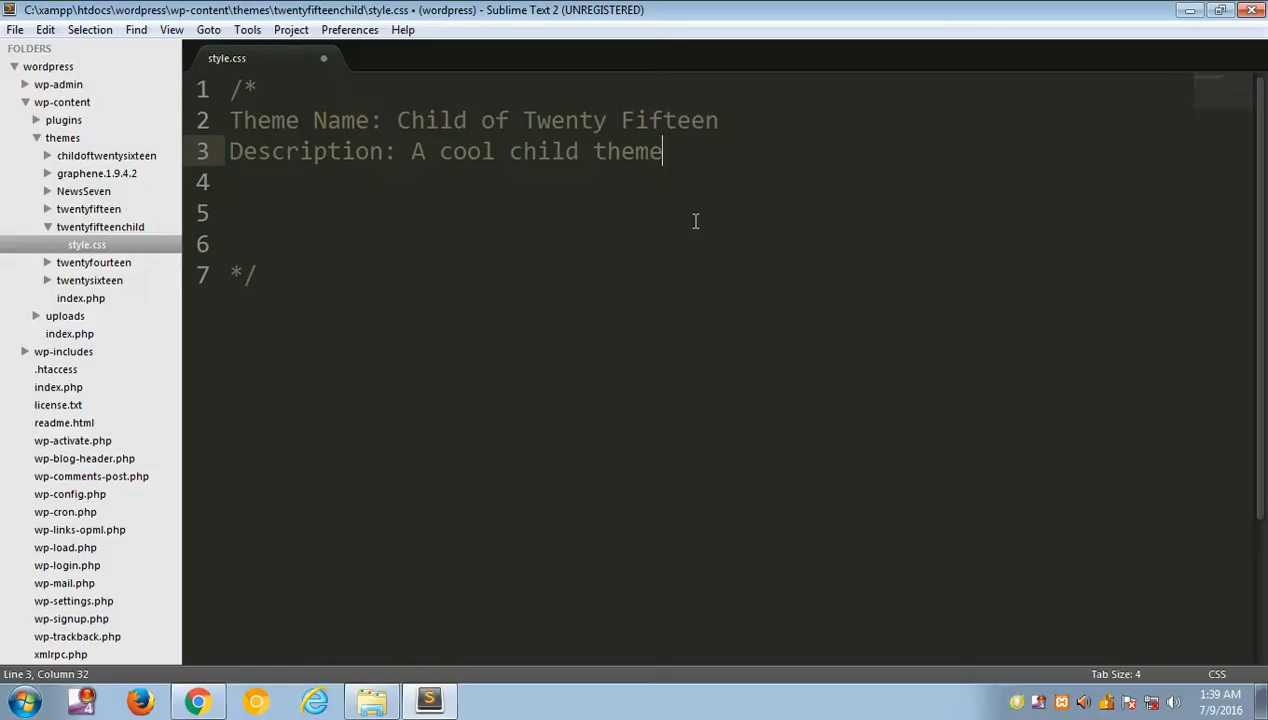 C:\xampp\htdocs\wordpress\wp-content\themes\twentyfifteenchild\style.css • (wordpress) - Sublime Text 2 (UNREGISTERED)
File Edit Selection Find View Goto Tools Project Preferences Help
FOLDERS
wordpress
wp-admin
wp-content
plugins
themes
childoftwentysixteen
graphene.1.9.4.2
NewsSeven
twentyfifteen
twentyfifteenchild
style.css
twentyfourteen
twentysixteen
index.php
uploads
index.php
wp-includes
.htaccess
index.php
license.txt
readme.html
wp-activate.php
wp-blog-header.php
wp-comments-post.php
wp-config.php
wp-cron.php
wp-links-opml.php
wp-load.php
wp-login.php
wp-mail.php
wp-settings.php
wp-signup.php
wp-trackback.php
xmlrpc.php
style.css
1 /*
2 Theme Name: Child of Twenty Fifteen
3 Description: A cool child theme
4
5
6
7 */
Line 3, Column 32
Tab Size: 4
CSS
1:39 AM
7/9/2016